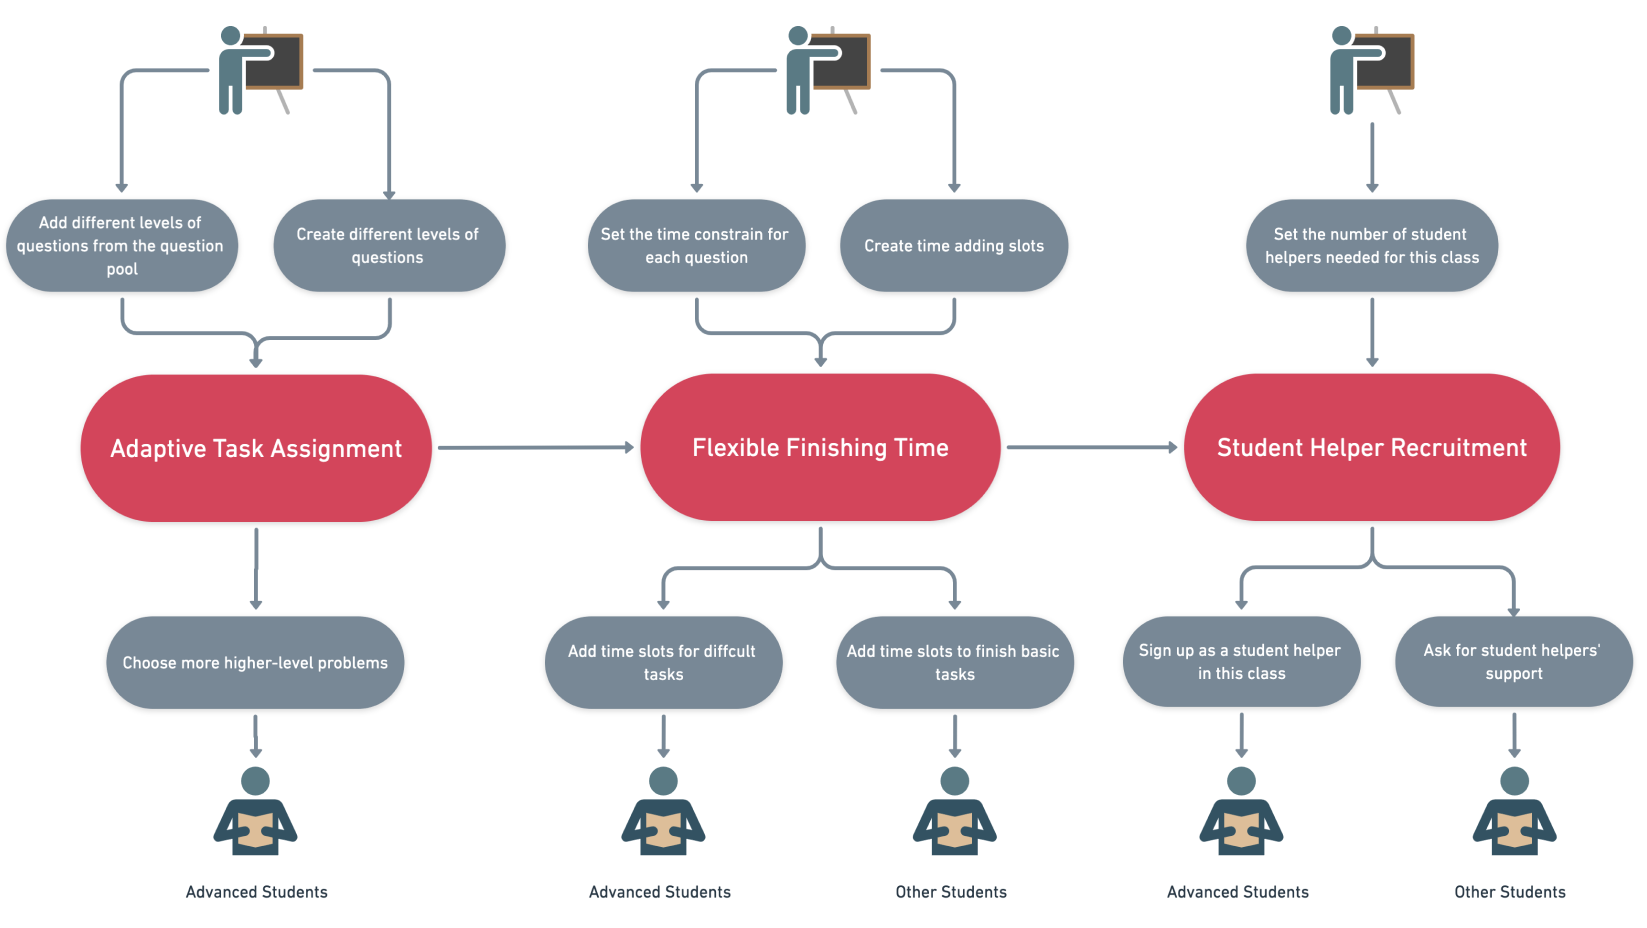 Add different levels of
questions from the question
pool
Create different levels of
questions
Set the time constrain for
each question
Create time adding slots
Set the number of student
helpers needed for this class
Adaptive Task Assignment
Flexible Finishing Time
Student Helper Recruitment
Choose more higher-level problems
Add time slots for diffcult
tasks
Add time slots to finish basic
tasks
Sign up as a student helper
in this class
Ask for student helpers'
support
Advanced Students
Advanced Students
Other Students
Advanced Students
Other Students